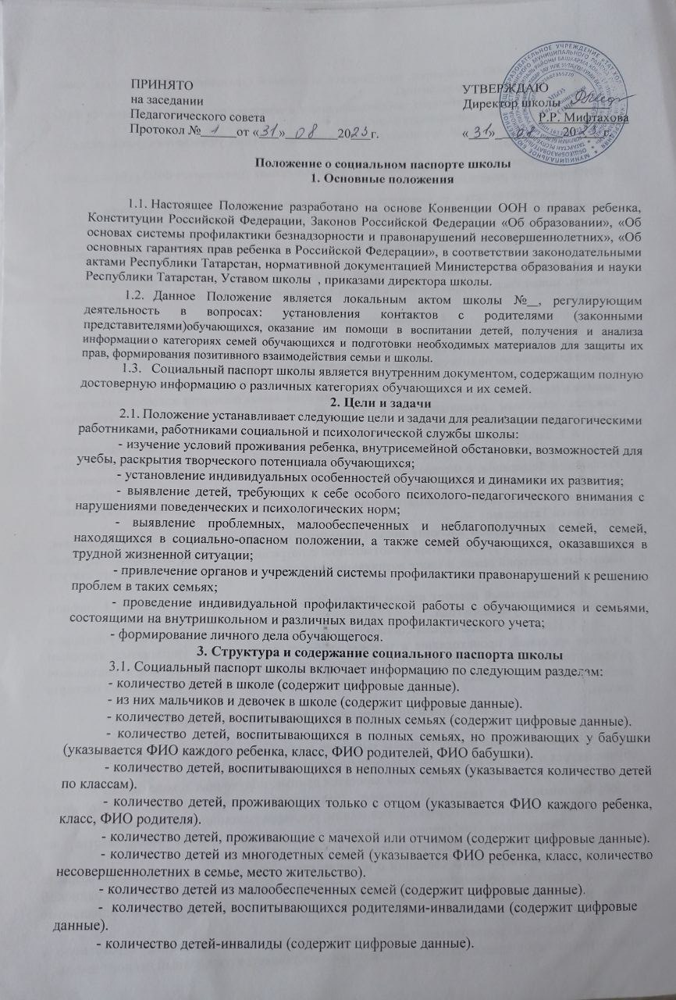 ПРИНЯТО
на заседании
Педагогического совета
Протокол №__1__от «31»__08__2023г.
УТВЕРЖДАЮ
Директор школы
Р.Р. Мифтахова
«31»__08__2023 г.
Положение о социальном паспорте школы
1. Основные положения
1.1. Настоящее Положение разработано на основе Конвенции ООН о правах ребенка,
Конституции Российской Федерации, Законов Российской Федерации «Об образовании», «Об
основах системы профилактики безнадзорности и правонарушений несовершеннолетних», «Об
основных гарантиях прав ребенка в Российской Федерации», в соответствии законодательными
актами Республики Татарстан, нормативной документацией Министерства образования и науки
Республики Татарстан, Уставом школы , приказами директора школы.
1.2. Данное Положение является локальным актом школы №__, регулирующим
деятельность в вопросах: установления контактов с родителями (законными
представителями)обучающихся, оказание им помощи в воспитании детей, получения и анализа
информации о категориях семей обучающихся и подготовки необходимых материалов для защиты их
прав, формирования позитивного взаимодействия семьи и школы.
1.3. Социальный паспорт школы является внутренним документом, содержащим полную
достоверную информацию о различных категориях обучающихся и их семей.
2. Цели и задачи
2.1. Положение устанавливает следующие цели и задачи для реализации педагогическими
работниками, работниками социальной и психологической службы школы:
- изучение условий проживания ребенка, внутрисемейной обстановки, возможностей для
учебы, раскрытия творческого потенциала обучающихся;
- установление индивидуальных особенностей обучающихся и динамики их развития;
- выявление детей, требующих к себе особого психолого-педагогического внимания с
нарушениями поведенческих и психологических норм;
- выявление проблемных, малообеспеченных и неблагополучных семей, семей,
находящихся в социально-опасном положении, а также семей обучающихся, оказавшихся в
трудной жизненной ситуации;
- привлечение органов и учреждений системы профилактики правонарушений к решению
проблем в таких семьях;
- проведение индивидуальной профилактической работы с обучающимися и семьями,
состоящими на внутришкольном и различных видах профилактического учета;
- формирование личного дела обучающегося.
3. Структура и содержание социального паспорта школы
3.1. Социальный паспорт школы включает информацию по следующим разделам:
- количество детей в школе (содержит цифровые данные).
- из них мальчиков и девочек в школе (содержит цифровые данные).
- количество детей, воспитывающихся в полных семьях (содержит цифровые данные).
- количество детей, воспитывающихся в полных семьях, но проживающих у бабушки
(указывается ФИО каждого ребенка, класс, ФИО родителей, ФИО бабушки).
- количество детей, воспитывающихся в неполных семьях (указывается количество детей
по классам).
- количество детей, проживающих только с отцом (указывается ФИО каждого ребенка,
класс, ФИО родителя).
- количество детей, проживающие с мачехой или отчимом (содержит цифровые данные).
- количество детей из многодетных семей (указывается ФИО ребенка, класс, количество
несовершеннолетних в семье, место жительство).
- количество детей из малообеспеченных семей (содержит цифровые данные).
- количество детей, воспитывающихся родителями-инвалидами (содержит цифровые
данные).
- количество детей-инвалиды (содержит цифровые данные).